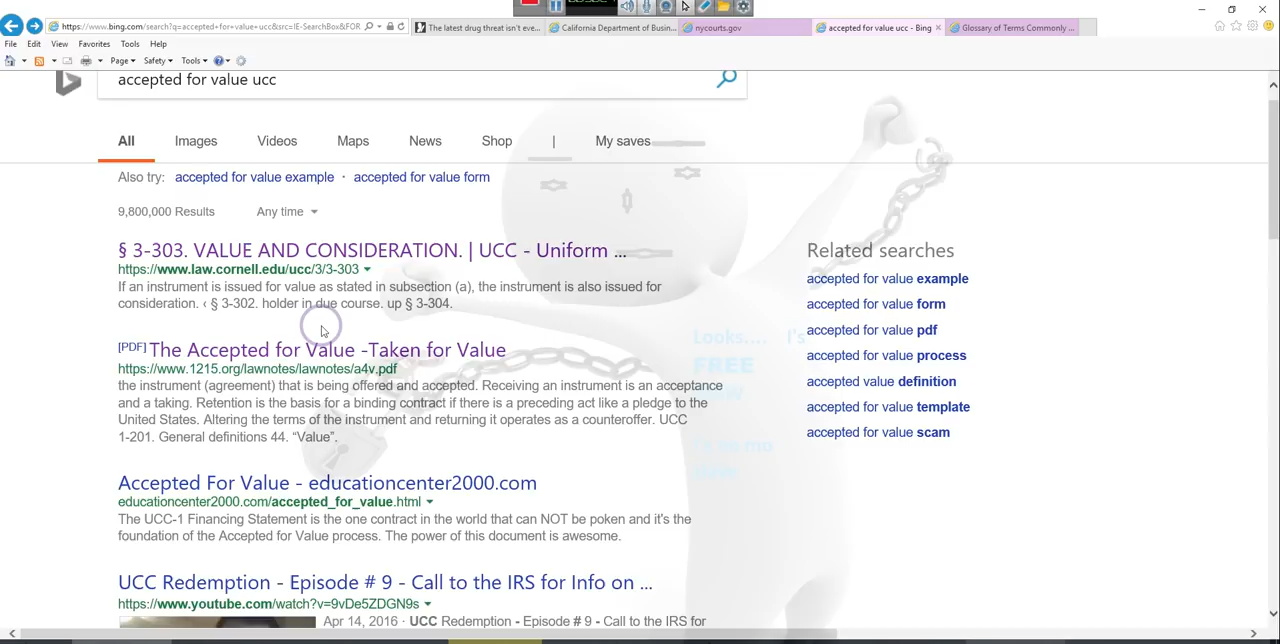 https://www.bing.com/search?q=accepted+for+value+ucc&src=IE-SearchBox&FOR
The latest drug threat isn't eve...
California Department of Busin...
nycourts.gov
accepted for value ucc - Bing
Glossary of Terms Commonly ...
File Edit View Favorites Tools Help
Page Safety Tools
accepted for value ucc
All Images Videos Maps News Shop | My saves
Also try: accepted for value example · accepted for value form
9,800,000 Results Any time
§ 3-303. VALUE AND CONSIDERATION. | UCC - Uniform ...
https://www.law.cornell.edu/ucc/3/3-303
If an instrument is issued for value as stated in subsection (a), the instrument is also issued for
consideration. ‹ § 3-302. holder in due course. up § 3-304.
[PDF] The Accepted for Value -Taken for Value
https://www.1215.org/lawnotes/lawnotes/a4v.pdf
the instrument (agreement) that is being offered and accepted. Receiving an instrument is an acceptance
and a taking. Retention is the basis for a binding contract if there is a preceding act like a pledge to the
United States. Altering the terms of the instrument and returning it operates as a counteroffer. UCC
1-201. General definitions 44. “Value”.
Accepted For Value - educationcenter2000.com
educationcenter2000.com/accepted_for_value.html
The UCC-1 Financing Statement is the one contract in the world that can NOT be poken and it's the
foundation of the Accepted for Value process. The power of this document is awesome.
UCC Redemption - Episode # 9 - Call to the IRS for Info on ...
https://www.youtube.com/watch?v=9vDe5ZDGN9s
Apr 14, 2016 · UCC Redemption - Episode # 9 - Call to the IRS for
Related searches
accepted for value example
accepted for value form
accepted for value pdf
accepted for value process
accepted value definition
accepted for value template
accepted for value scam
Looks.... I's
FREE